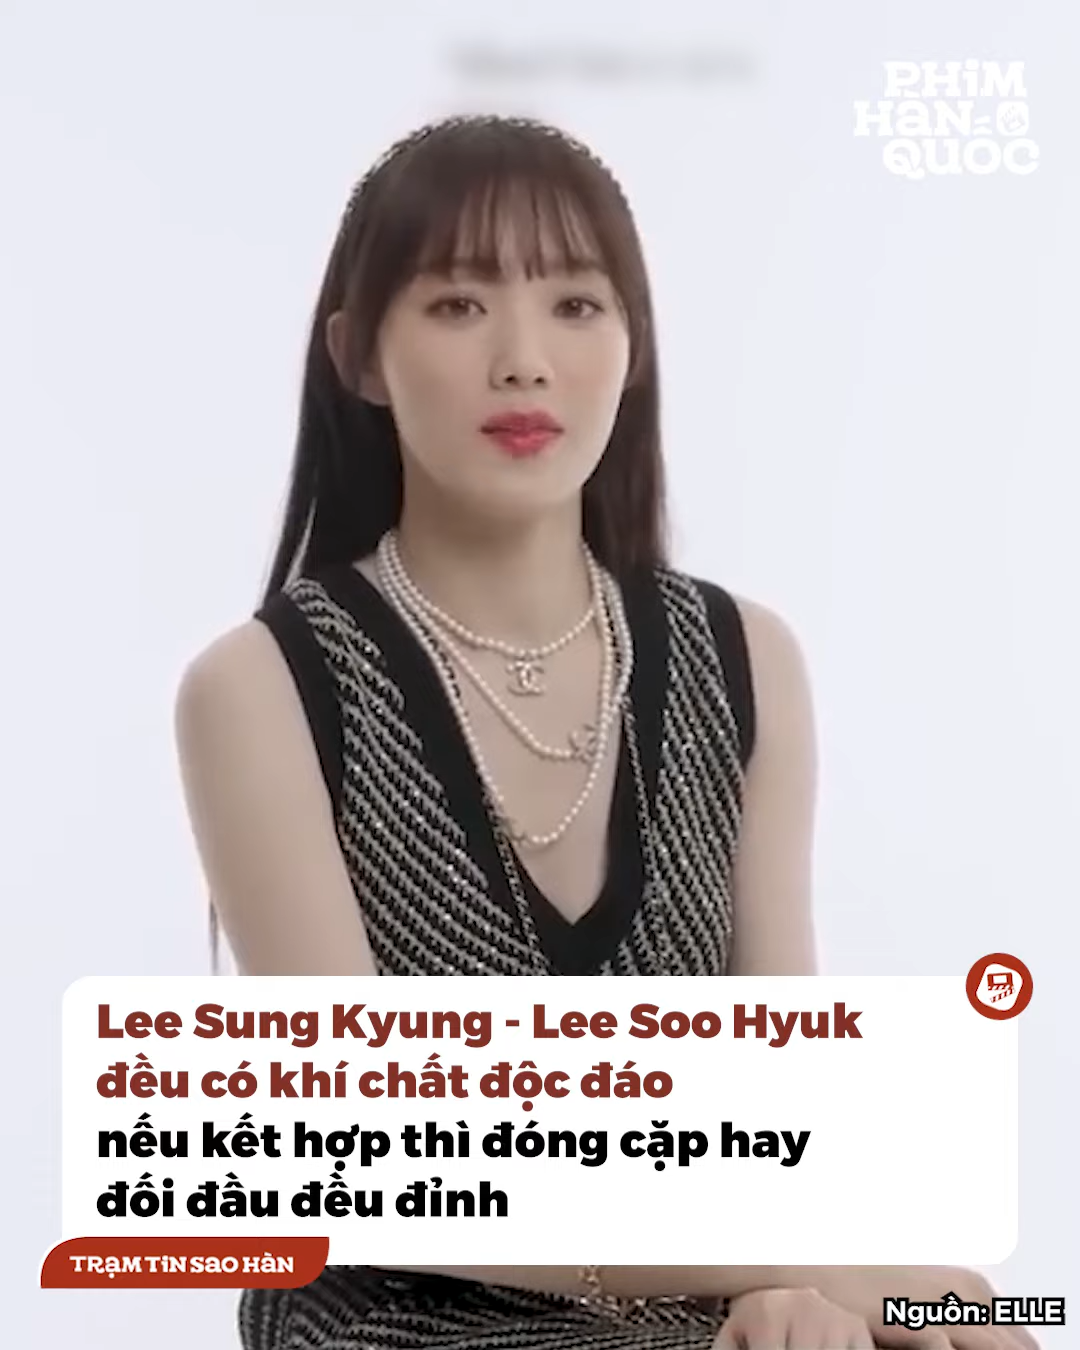 PHIM
HÀN
QUỐC
Lee Sung Kyung - Lee Soo Hyuk
đều có khí chất độc đáo
nếu kết hợp thì đóng cặp hay
đối đầu đều đỉnh
TRẠM TIN SAO HÀN
Nguồn: ELLE